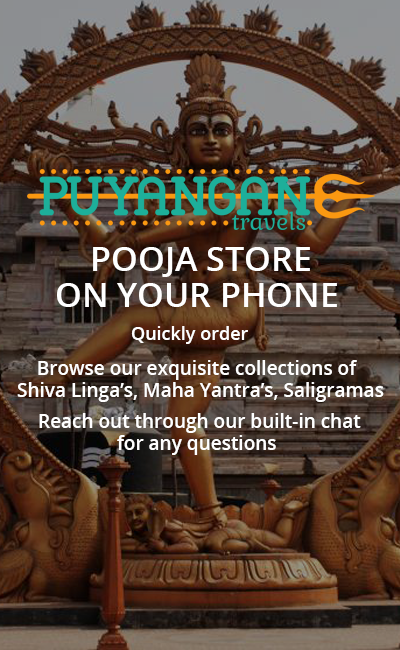 PUYANGANE
travels
POOJA STORE
ON YOUR PHONE
Quickly order
Browse our exquisite collections of
Shiva Linga's, Maha Yantra's, Saligramas
Reach out through our built-in chat
for any questions